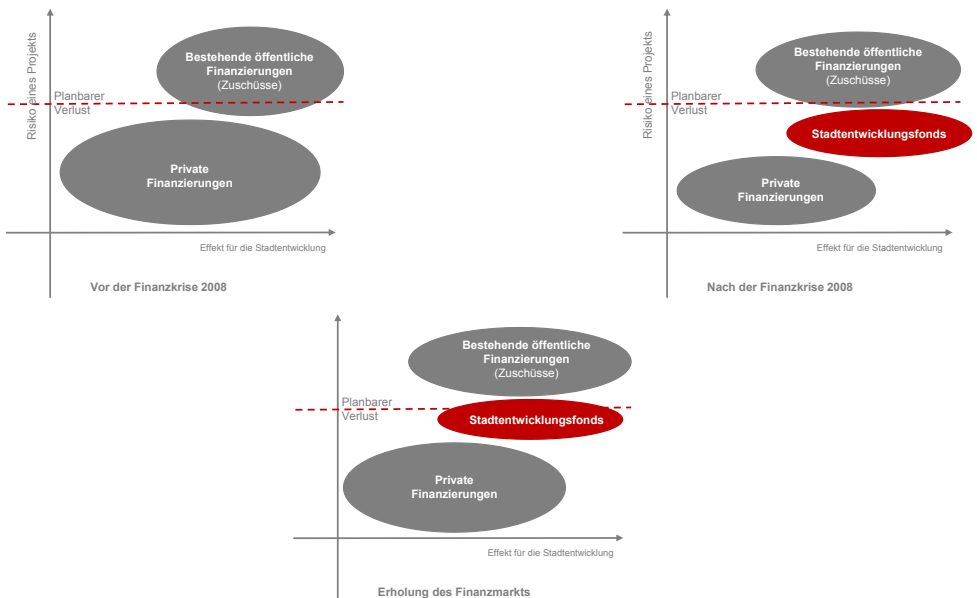 Risiko eines Projekts
Bestehende öffentliche
Finanzierungen
(Zuschüsse)
Planbarer
Verlust
Private
Finanzierungen
Effekt für die Stadtentwicklung
Vor der Finanzkrise 2008
Risiko eines Projekts
Bestehende öffentliche
Finanzierungen
(Zuschüsse)
Planbarer
Verlust
Stadtentwicklungsfonds
Private
Finanzierungen
Effekt für die Stadtentwicklung
Nach der Finanzkrise 2008
Bestehende öffentliche
Finanzierungen
(Zuschüsse)
Planbarer
Verlust
Stadtentwicklungsfonds
Private
Finanzierungen
Effekt für die Stadtentwicklung
Erholung des Finanzmarkts